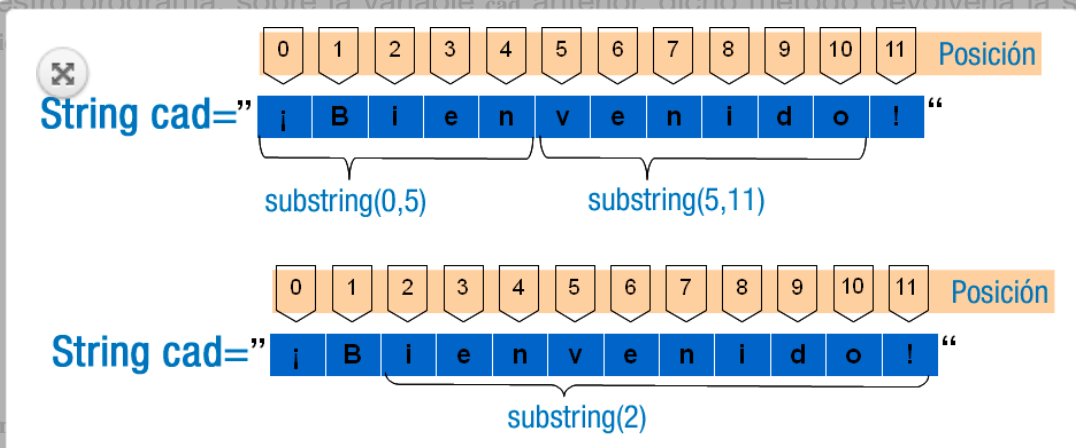 estro programa, sobre la variable cad anterior, dicho método devolvería la s
0 1 2 3 4 5 6 7 8 9 10 11 Posición
String cad=” ¡ B i e n v e n i d o ! “
substring(0,5) substring(5,11)
0 1 2 3 4 5 6 7 8 9 10 11 Posición
String cad=” ¡ B i e n v e n i d o ! “
substring(2)